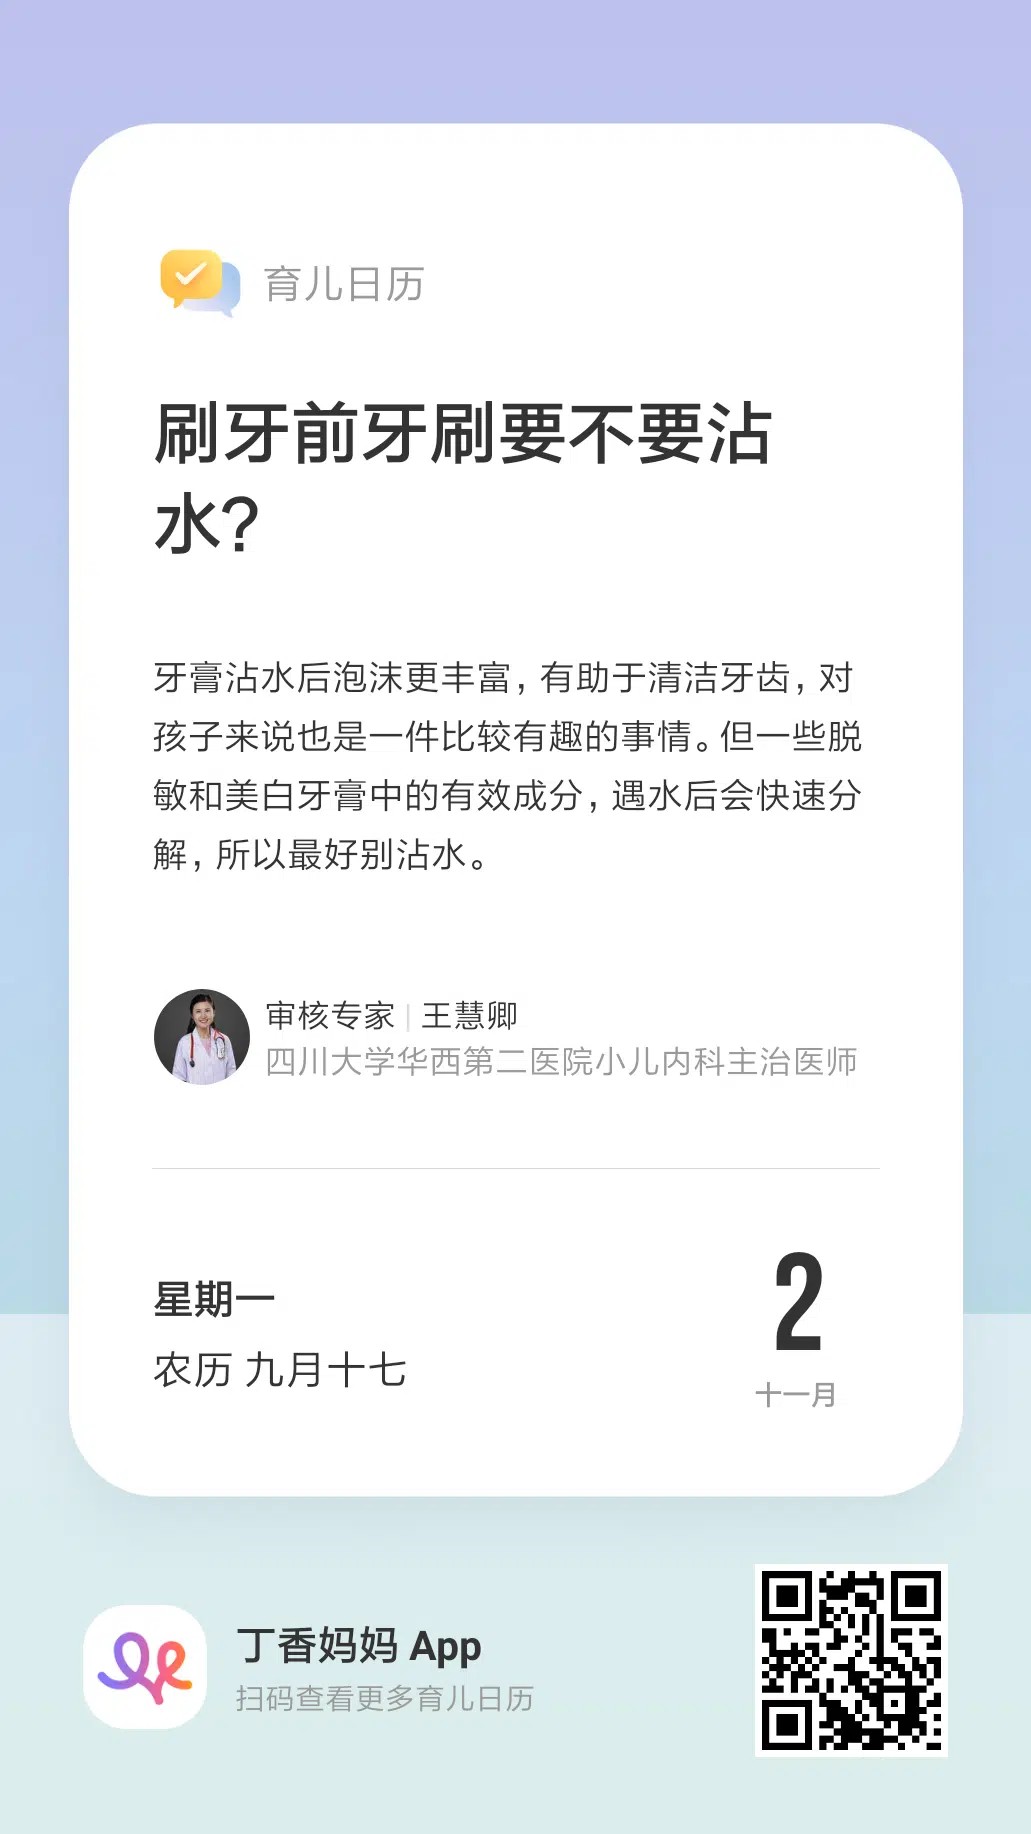 育儿日历
刷牙前牙刷要不要沾
水?
牙膏沾水后泡沫更丰富，有助于清洁牙齿，对
孩子来说也是一件比较有趣的事情。但一些脱
敏和美白牙膏中的有效成分，遇水后会快速分
解，所以最好别沾水。
审核专家 | 王慧卿
四川大学华西第二医院小儿内科主治医师
星期一
农历 九月十七
2
十一月
丁香妈妈 App
扫码查看更多育儿日历